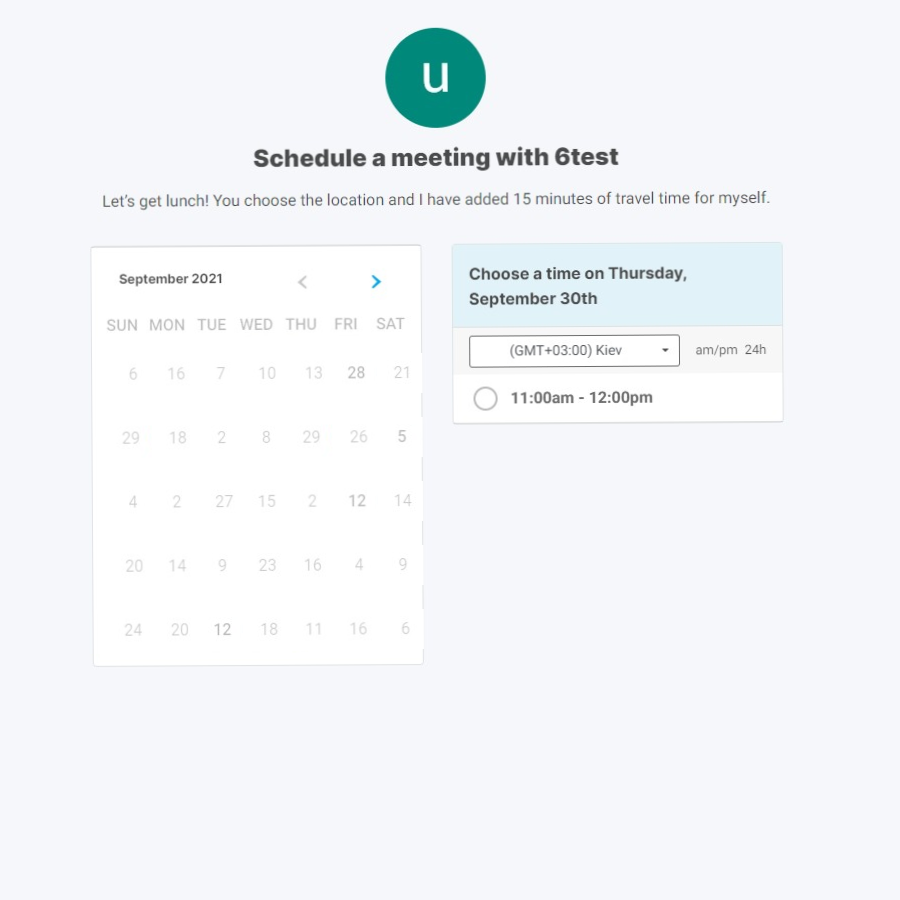 u
Schedule a meeting with 6test
Let's get lunch! You choose the location and I have added 15 minutes of travel time for myself.
September 2021
SUN MON TUE WED THU FRI SAT
6 16 7 10 13 28 21
29 18 2 8 29 26 5
4 2 27 15 2 12 14
20 14 9 23 16 4 9
24 20 12 18 11 16 6
Choose a time on Thursday,
September 30th
(GMT+03:00) Kiev am/pm 24h
11:00am - 12:00pm